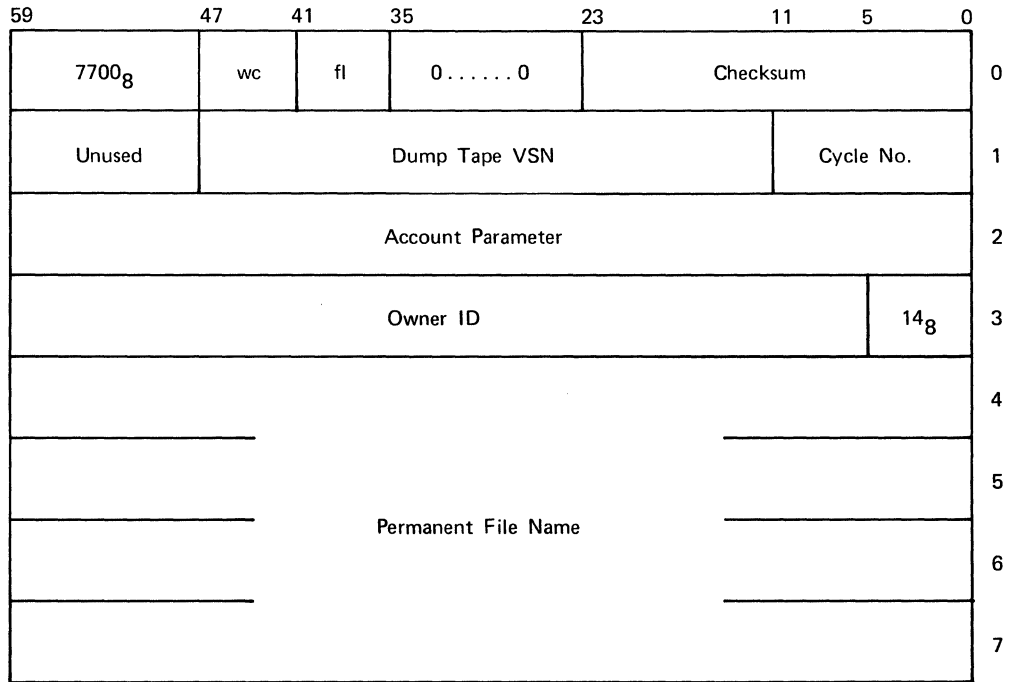 59 47 41 35 23 11 5 0
7700₈ wc fl 0......0 Checksum 0
Unused Dump Tape VSN Cycle No. 1
Account Parameter 2
Owner ID 14₈ 3
4
5
Permanent File Name
6
7